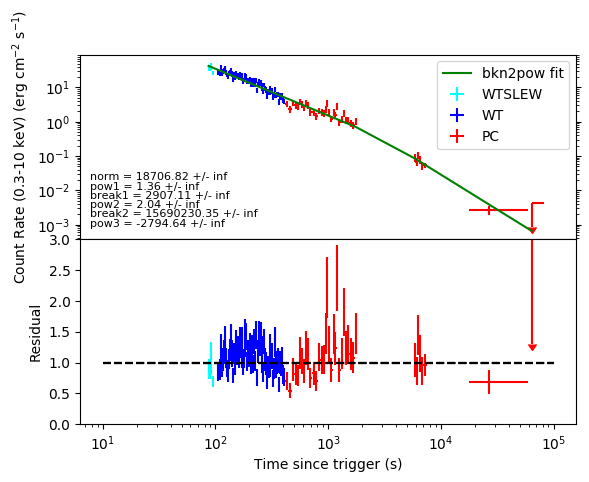 Count Rate (0.3-10 keV) (erg cm⁻² s⁻¹)
10¹
10⁰
10⁻¹
10⁻²
10⁻³
bkn2pow fit
WTSLEW
WT
PC
norm = 18706.82 +/- inf
pow1 = 1.36 +/- inf
break1 = 2907.11 +/- inf
pow2 = 2.04 +/- inf
break2 = 15690230.35 +/- inf
pow3 = -2794.64 +/- inf
Residual
3.0
2.5
2.0
1.5
1.0
0.5
0.0
10¹
10²
10³
10⁴
10⁵
Time since trigger (s)